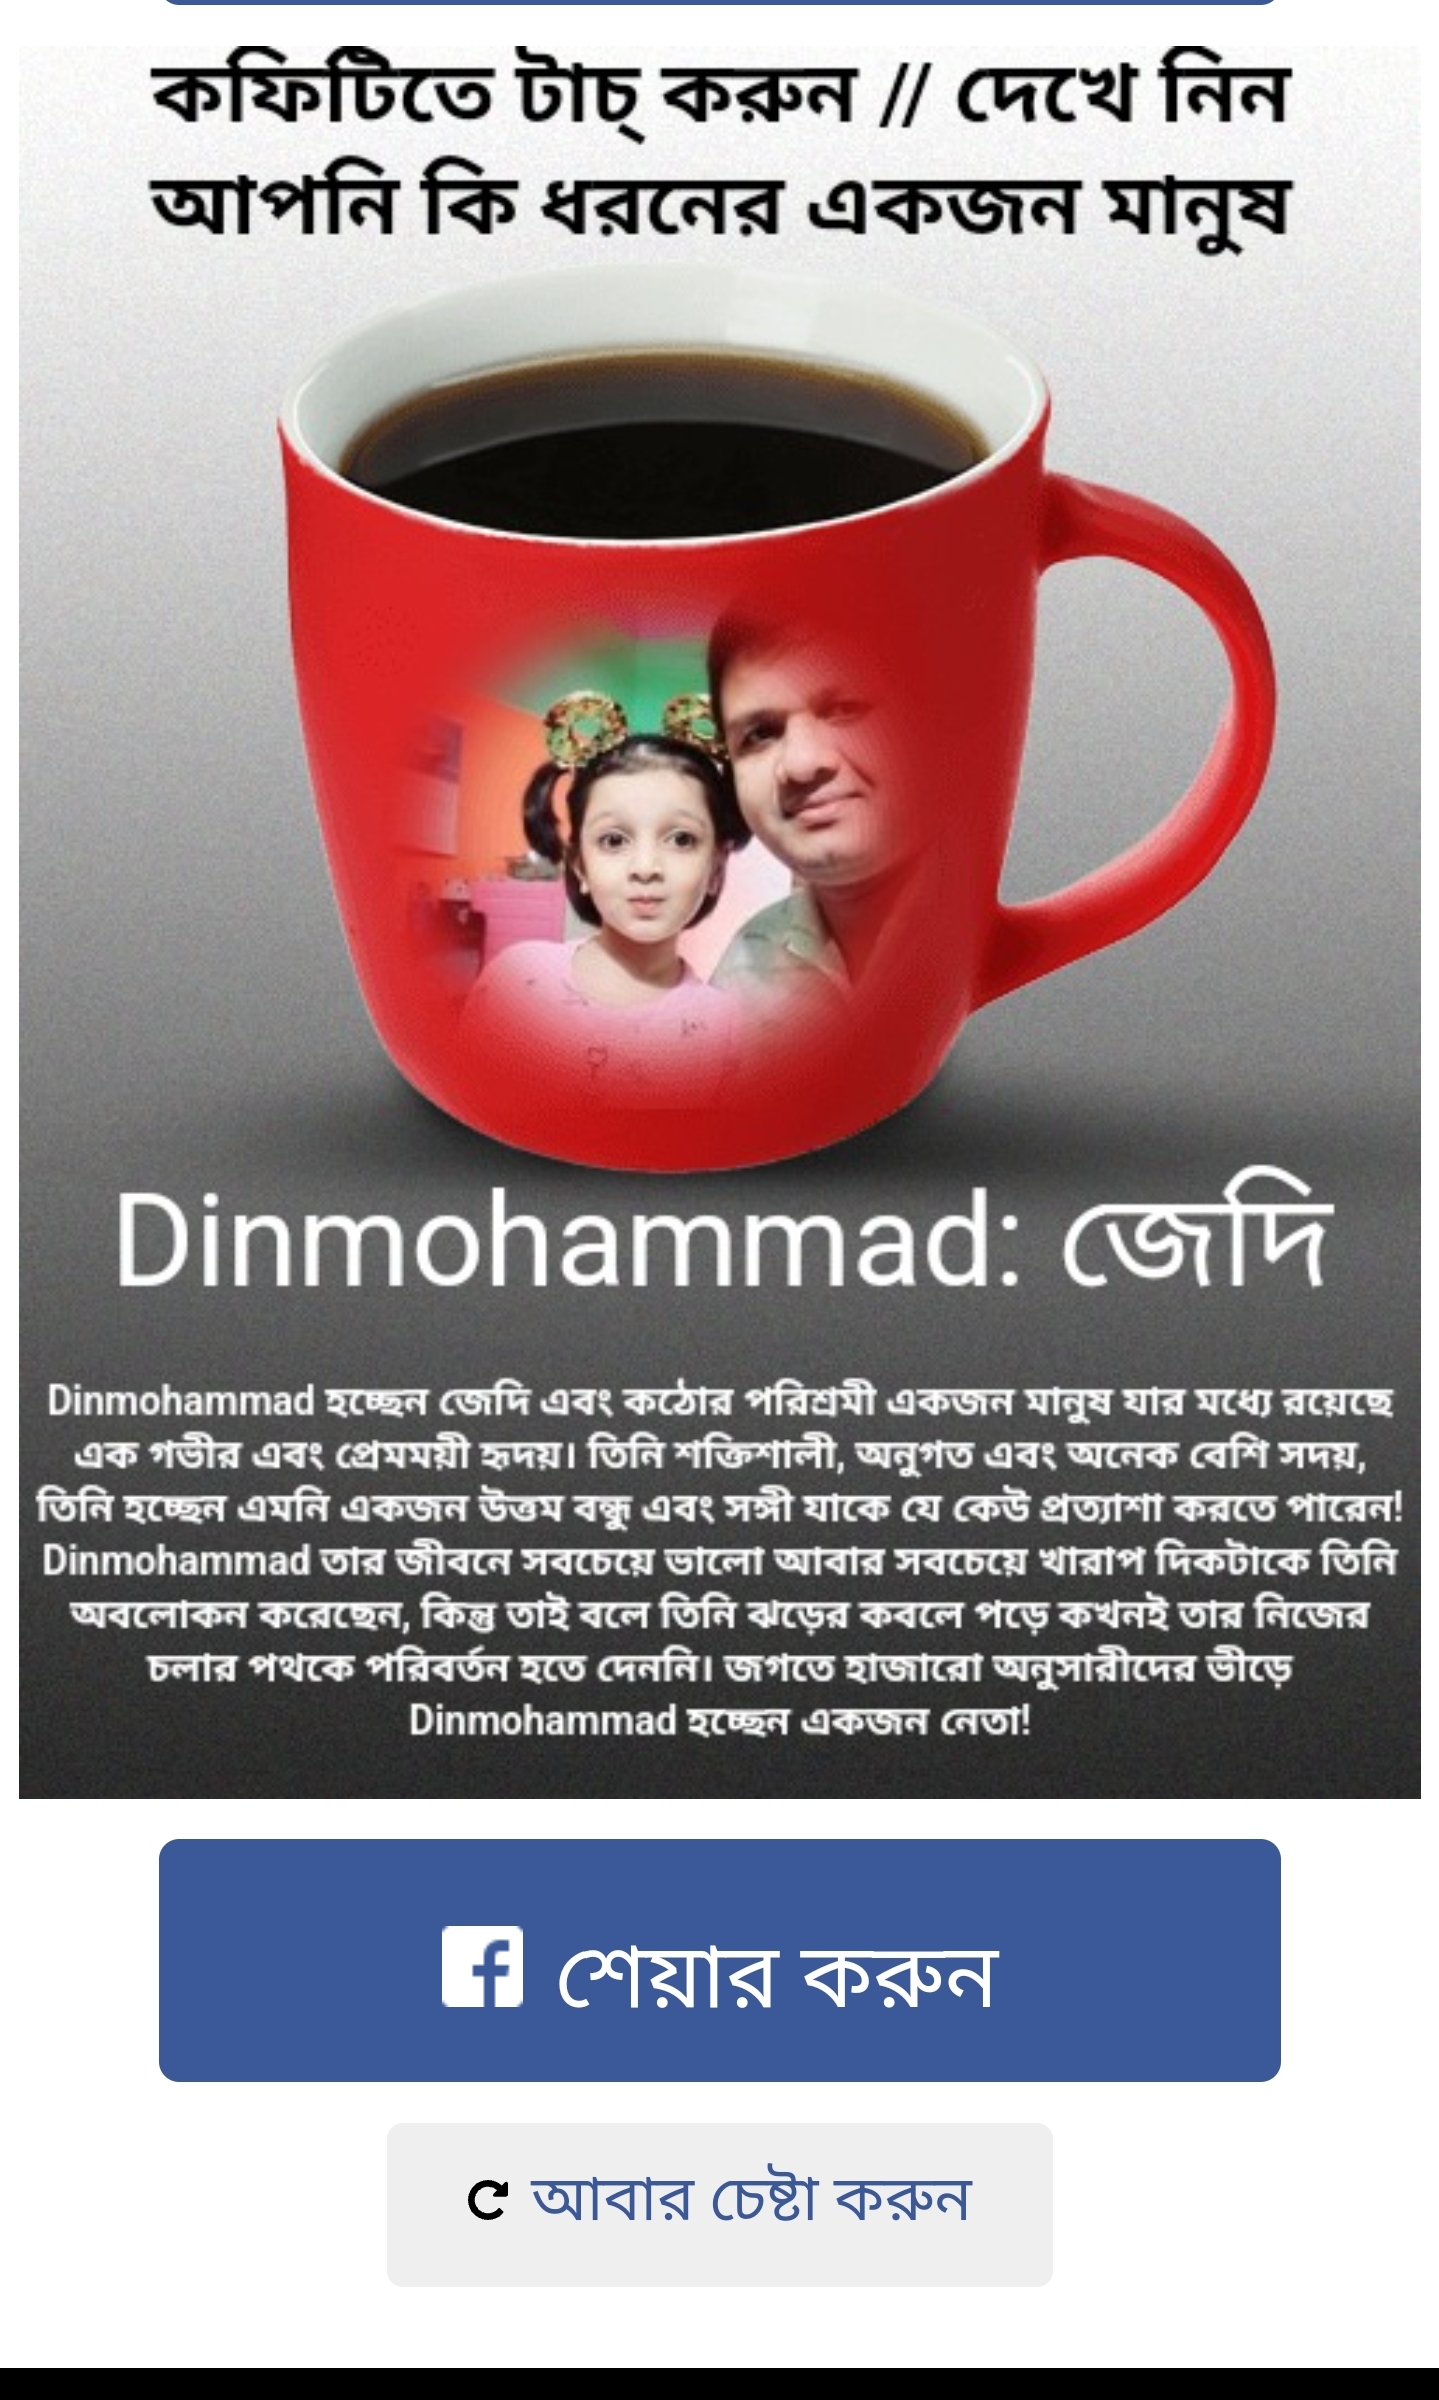 কফিটিতে টাচ্ করুন // দেখে নিন
আপনি কি ধরনের একজন মানুষ
Dinmohammad: জেদি
Dinmohammad হচ্ছেন জেদি এবং কঠোর পরিশ্রমী একজন মানুষ যার মধ্যে রয়েছে
এক গভীর এবং প্রেমময়ী হৃদয়। তিনি শক্তিশালী, অনুগত এবং অনেক বেশি সদয়,
তিনি হচ্ছেন এমনি একজন উত্তম বন্ধু এবং সঙ্গী যাকে যে কেউ প্রত্যাশা করতে পারেন!
Dinmohammad তার জীবনে সবচেয়ে ভালো আবার সবচেয়ে খারাপ দিকটাকে তিনি
অবলোকন করেছেন, কিন্তু তাই বলে তিনি ঝড়ের কবলে পড়ে কখনই তার নিজের
চলার পথকে পরিবর্তন হতে দেননি। জগতে হাজারো অনুসারীদের ভীড়ে
Dinmohammad হচ্ছেন একজন নেতা!
f শেয়ার করুন
আবার চেষ্টা করুন